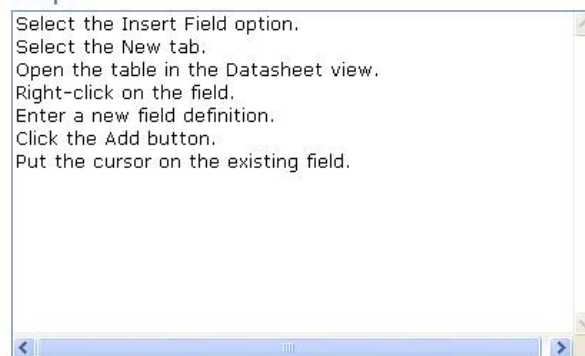 Select the Insert Field option.
Select the New tab.
Open the table in the Datasheet view.
Right-click on the field.
Enter a new field definition.
Click the Add button.
Put the cursor on the existing field.